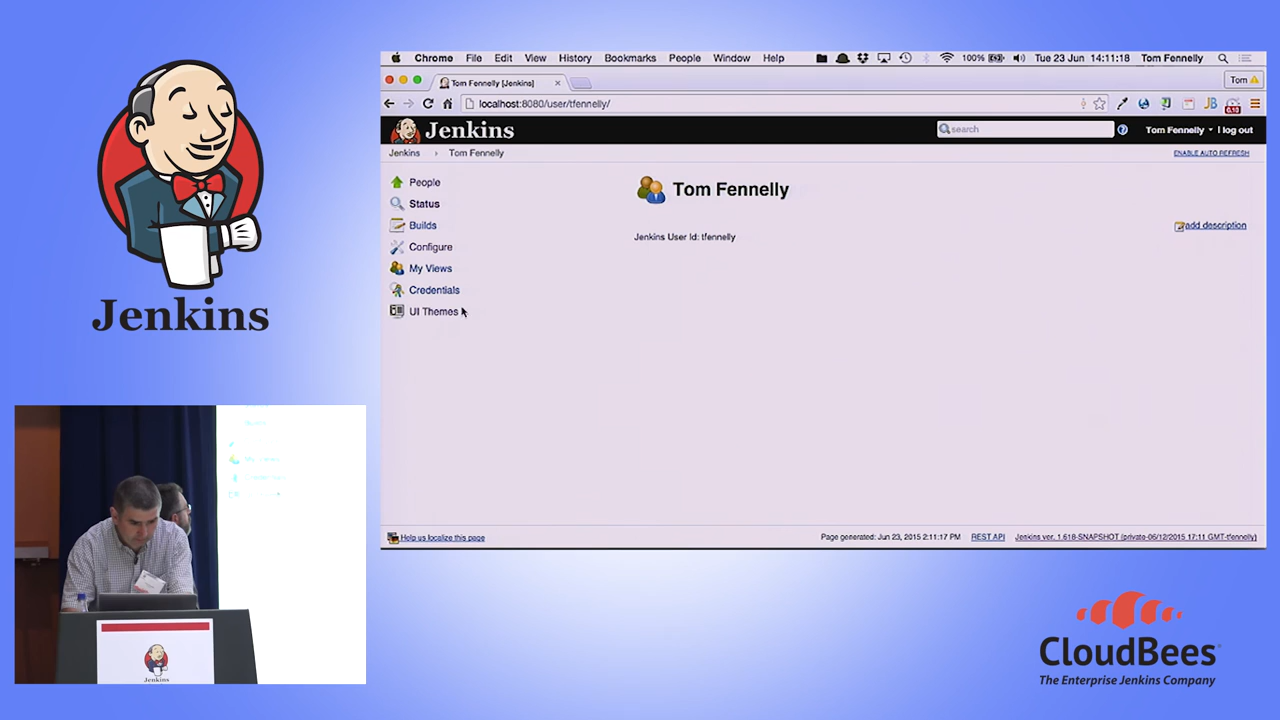 Jenkins
Chrome File Edit View History Bookmarks People Window Help 100% Tue 23 Jun 14:11:18 Tom Fennelly
Tom Fennelly [Jenkins]
Tom
localhost:8080/user/tfennelly/
Jenkins
search
Tom Fennelly | log out
Jenkins Tom Fennelly
ENABLE AUTO REFRESH
People
Status
Builds
Configure
My Views
Credentials
UI Themes
Tom Fennelly
add description
Jenkins User Id: tfennelly
Help us localize this page
Page generated: Jun 23, 2015 2:11:17 PM
REST API
Jenkins ver. 1.618-SNAPSHOT (private-06/12/2015 17:11 GMT-tfennelly)
Jenkins
CloudBees
The Enterprise Jenkins Company